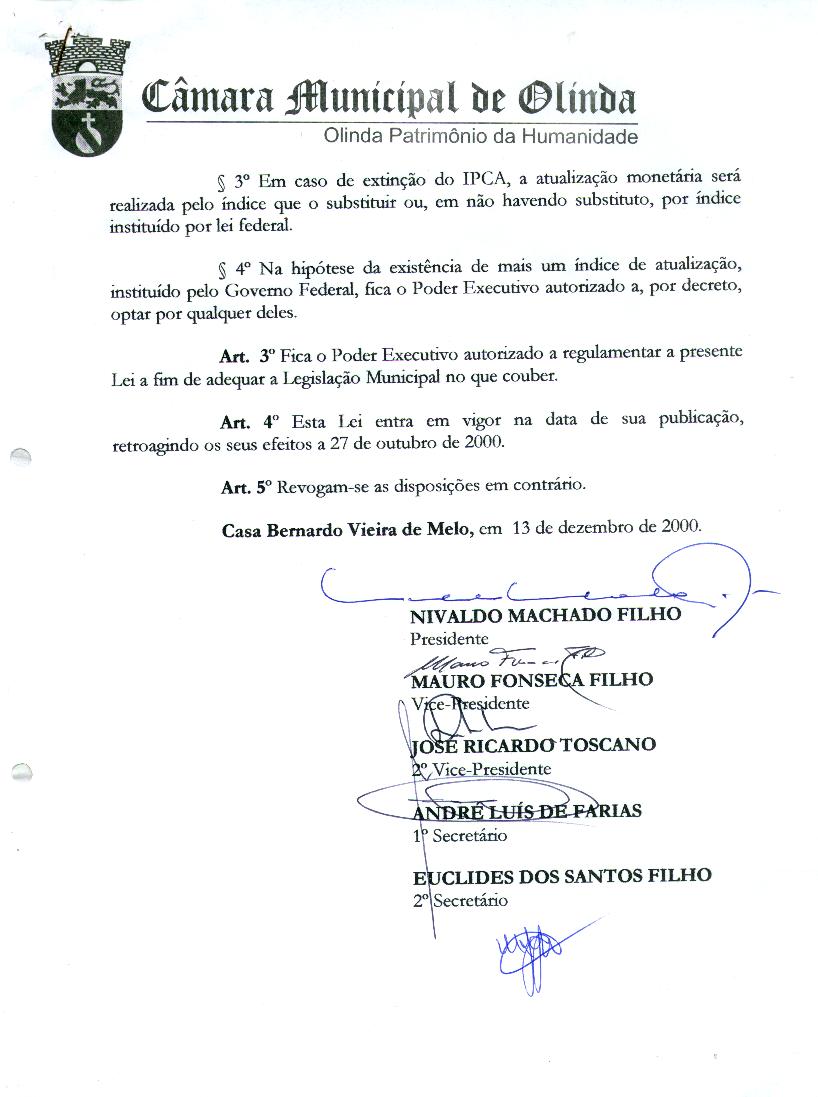 Câmara Municipal de Olinda
Olinda Patrimônio da Humanidade
§ 3º Em caso de extinção do IPCA, a atualização monetária será
realizada pelo índice que o substituir ou, em não havendo substituto, por índice
instituído por lei federal.
§ 4º Na hipótese da existência de mais um índice de atualização,
instituído pelo Governo Federal, fica o Poder Executivo autorizado a, por decreto,
optar por qualquer deles.
Art. 3º Fica o Poder Executivo autorizado a regulamentar a presente
Lei a fim de adequar a Legislação Municipal no que couber.
Art. 4º Esta Lei entra em vigor na data de sua publicação,
retroagindo os seus efeitos a 27 de outubro de 2000.
Art. 5º Revogam-se as disposições em contrário.
Casa Bernardo Vieira de Melo, em 13 de dezembro de 2000.
NIVALDO MACHADO FILHO
Presidente
MAURO FONSECA FILHO
Vice-Presidente
JOSÉ RICARDO TOSCANO
2º Vice-Presidente
ANDRÉ LUÍS DE FARIAS
1º Secretário
EUCLIDES DOS SANTOS FILHO
2º Secretário